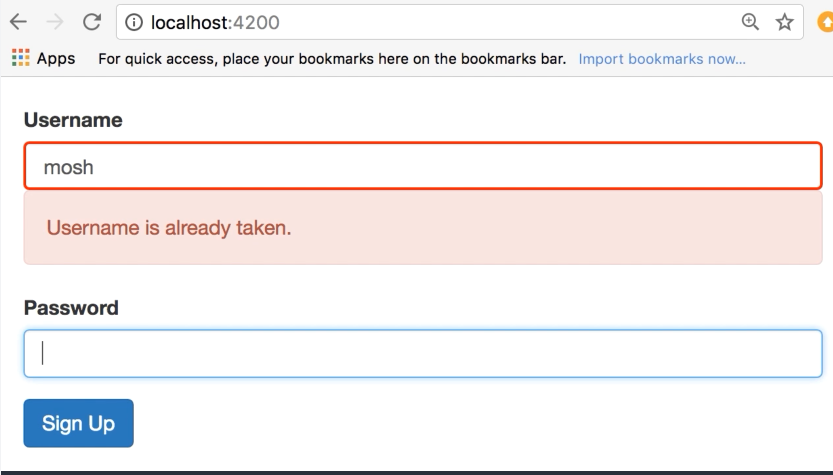 localhost:4200
Apps For quick access, place your bookmarks here on the bookmarks bar. Import bookmarks now...
Username
mosh
Username is already taken.
Password
Sign Up